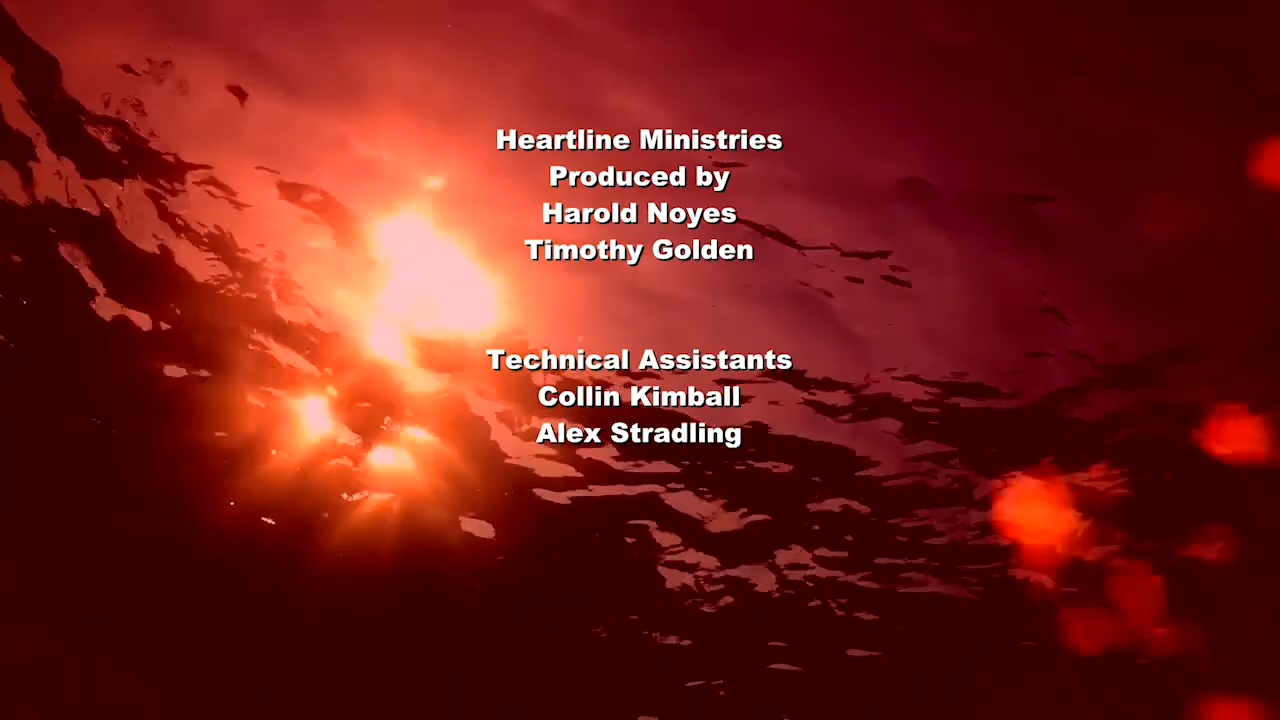 Heartline Ministries
Produced by
Harold Noyes
Timothy Golden
Technical Assistants
Collin Kimball
Alex Stradling